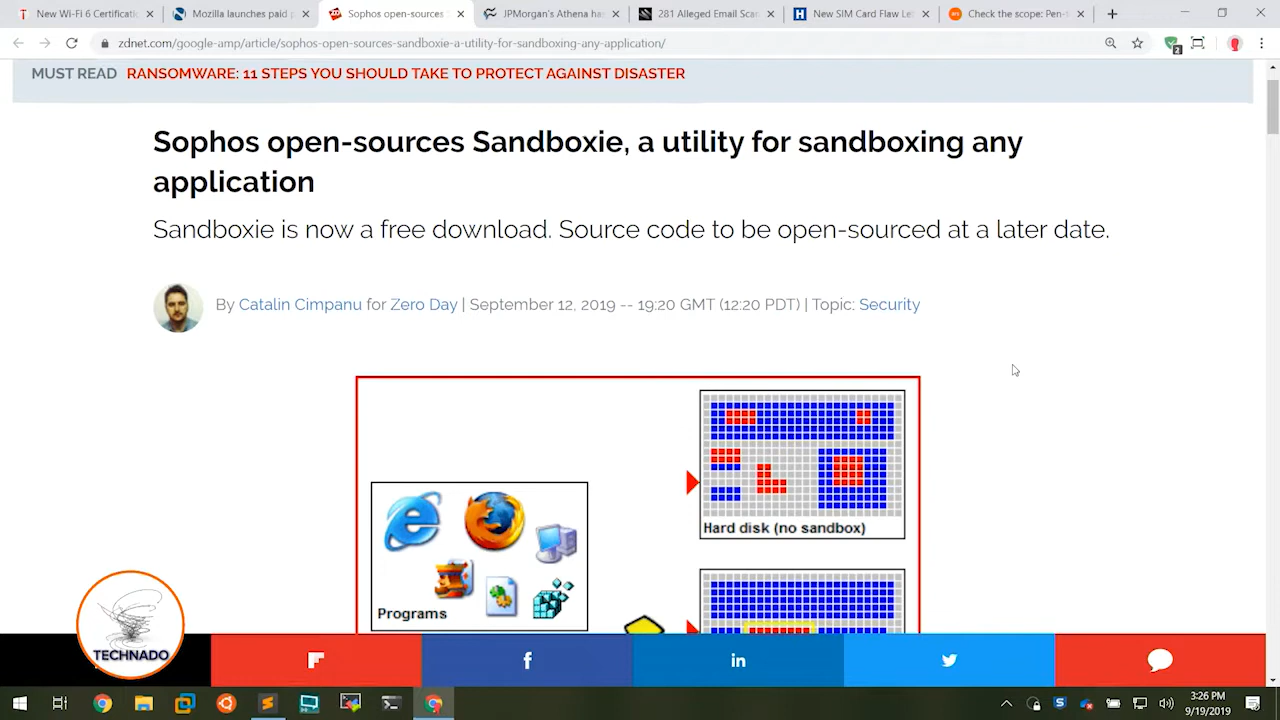 New Wi-Fi 6 Certificati
Mozilla launches paid
Sophos open-sources
JPMorgan's Athena has
281 Alleged Email Scam
New SIM Card Flaw Let
Check the scope: Pen-t
zdnet.com/google-amp/article/sophos-open-sources-sandboxie-a-utility-for-sandboxing-any-application/
2
MUST READ RANSOMWARE: 11 STEPS YOU SHOULD TAKE TO PROTECT AGAINST DISASTER
Sophos open-sources Sandboxie, a utility for sandboxing any
application
Sandboxie is now a free download. Source code to be open-sourced at a later date.
By Catalin Cimpanu for Zero Day | September 12, 2019 -- 19:20 GMT (12:20 PDT) | Topic: Security
Hard disk (no sandbox)
Programs
TECHNADO
f
in
3:26 PM
9/19/2019